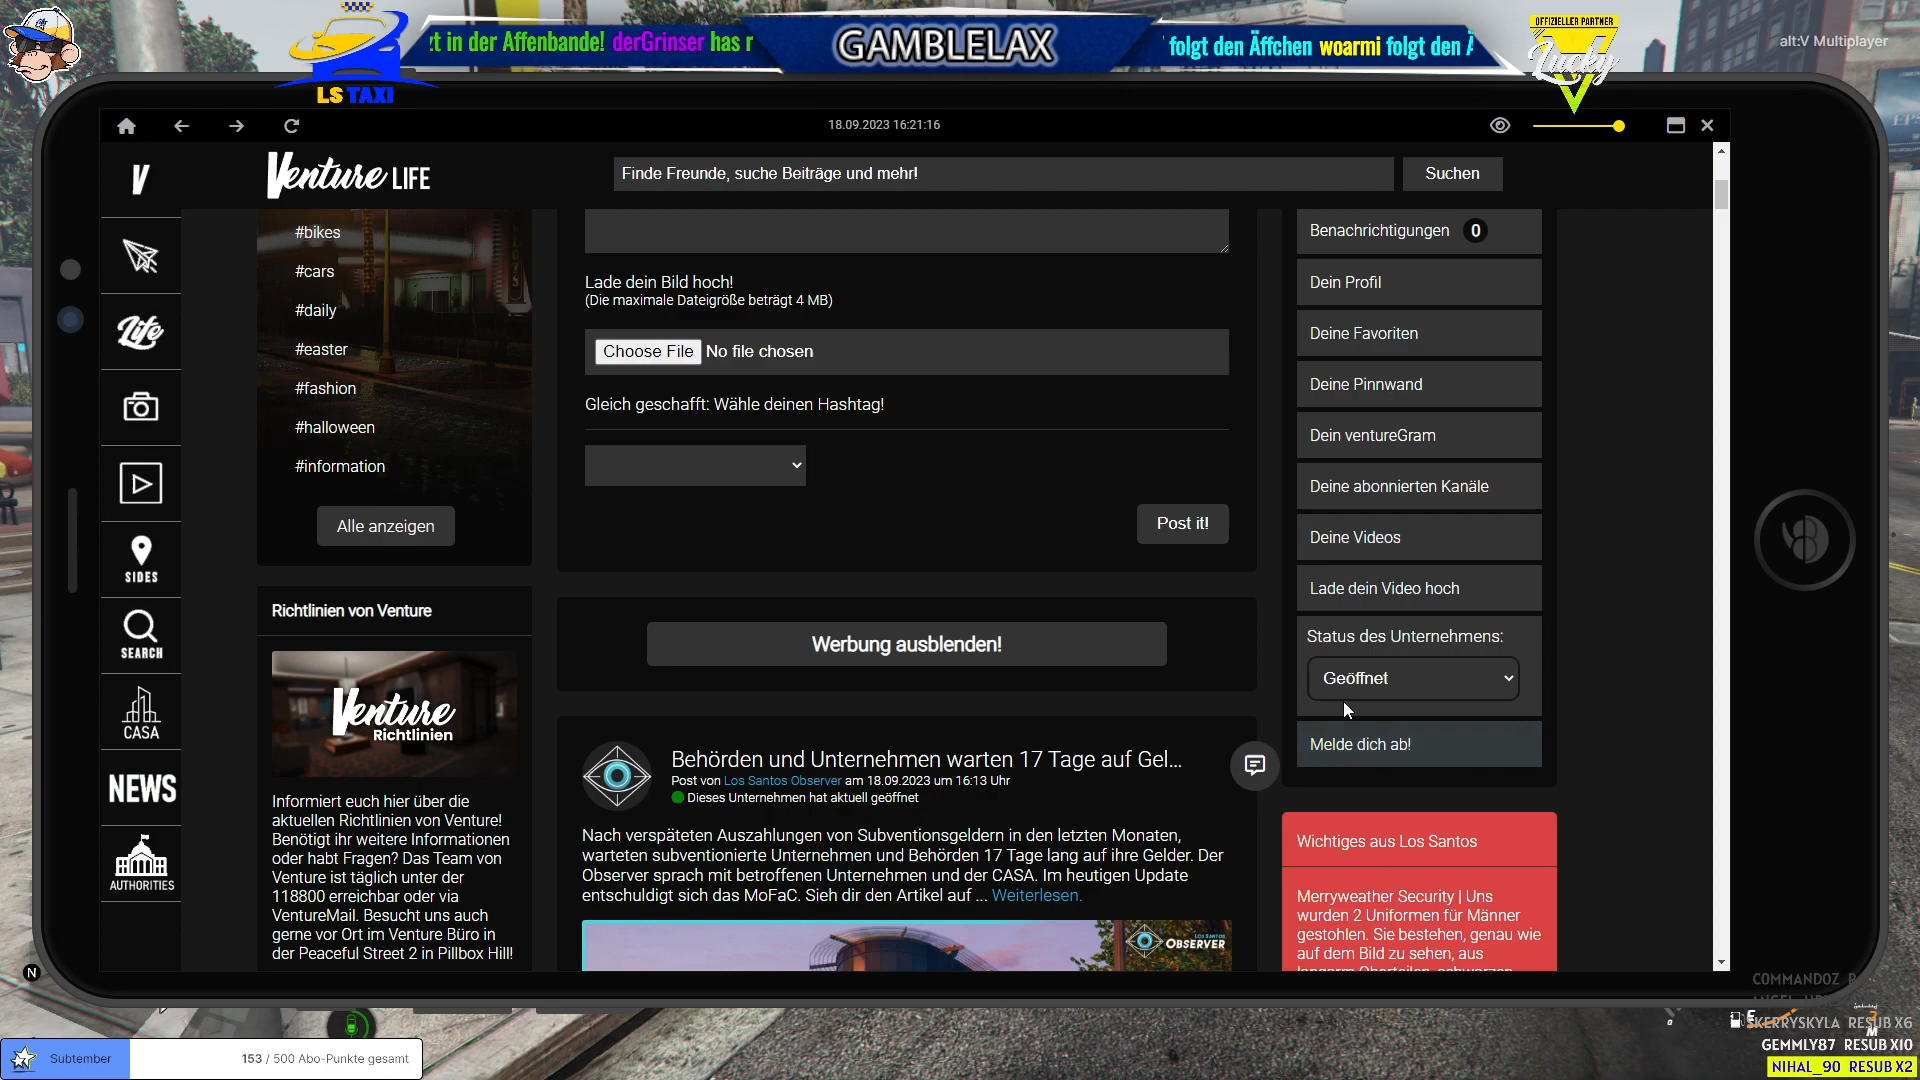 LS TAXI
zt in der Affenbande! derGrinser has r
GAMBLELAX
folgt den Äffchen woarmi folgt den Ä
OFFIZIELLER PARTNER
Lucky
V
alt:V Multiplayer
18.09.2023 16:21:16
V
Venture LIFE
Finde Freunde, suche Beiträge und mehr!
Suchen
Life
SIDES
SEARCH
CASA
NEWS
AUTHORITIES
#bikes
#cars
#daily
#easter
#fashion
#halloween
#information
Alle anzeigen
Richtlinien von Venture
Venture
Richtlinien
Informiert euch hier über die
aktuellen Richtlinien von Venture!
Benötigt ihr weitere Informationen
oder habt Fragen? Das Team von
Venture ist täglich unter der
118800 erreichbar oder via
VentureMail. Besucht uns auch
gerne vor Ort im Venture Büro in
der Peaceful Street 2 in Pillbox Hill!
Lade dein Bild hoch!
(Die maximale Dateigröße beträgt 4 MB)
Choose File No file chosen
Gleich geschafft: Wähle deinen Hashtag!
Post it!
Werbung ausblenden!
Behörden und Unternehmen warten 17 Tage auf Gel...
Post von Los Santos Observer am 18.09.2023 um 16:13 Uhr
Dieses Unternehmen hat aktuell geöffnet
Nach verspäteten Auszahlungen von Subventionsgeldern in den letzten Monaten,
warteten subventionierte Unternehmen und Behörden 17 Tage lang auf ihre Gelder. Der
Observer sprach mit betroffenen Unternehmen und der CASA. Im heutigen Update
entschuldigt sich das MoFaC. Sieh dir den Artikel auf ... Weiterlesen.
LOS SANTOS
OBSERVER
Benachrichtigungen 0
Dein Profil
Deine Favoriten
Deine Pinnwand
Dein ventureGram
Deine abonnierten Kanäle
Deine Videos
Lade dein Video hoch
Status des Unternehmens:
Geöffnet
Melde dich ab!
Wichtiges aus Los Santos
Merryweather Security | Uns
wurden 2 Uniformen für Männer
gestohlen. Sie bestehen, genau wie
auf dem Bild zu sehen, aus
langarm Oberteilen, schwarzen
N
Subtember
153 / 500 Abo-Punkte gesamt
COMMANDOZ
SKERRYSKYLA RESUB X6
GEMMLY87 RESUB X10
NIHAL_90 RESUB X2